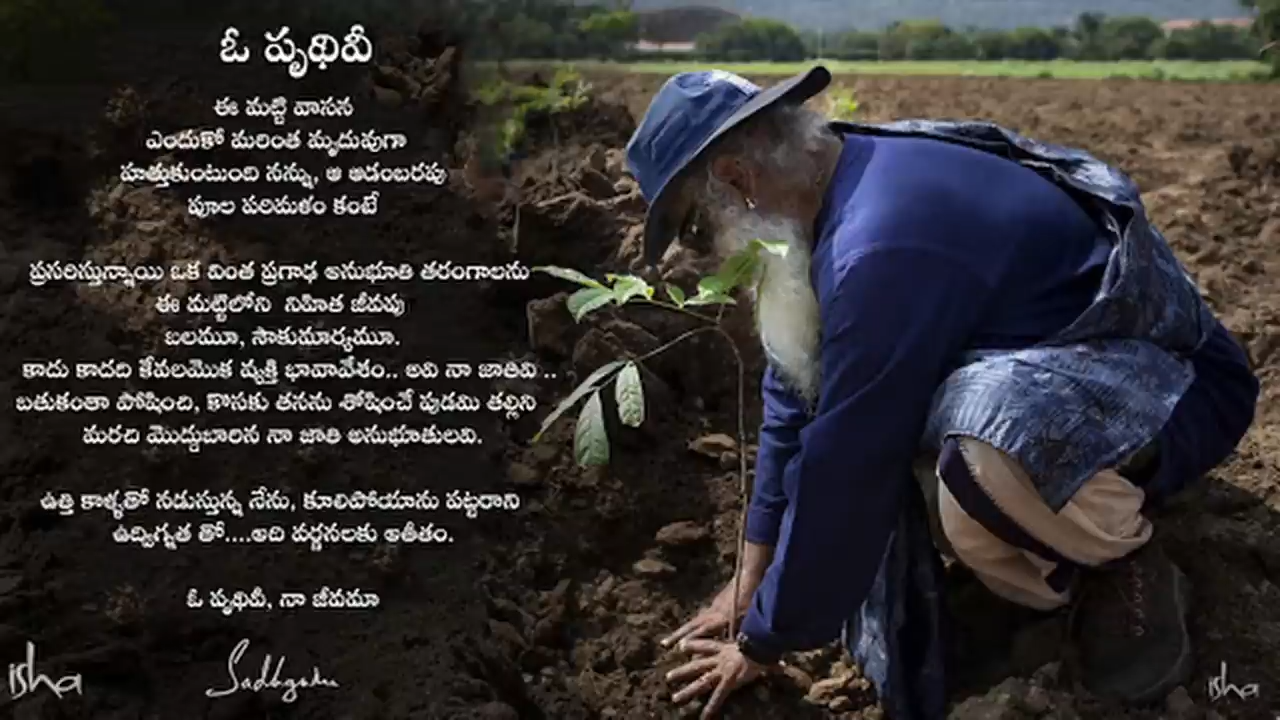 ఓ పృథివీ
ఈ మట్టి వాసన
ఎందుకో మరింత మృదువుగా
హత్తుకుంటుంది నన్ను, ఆ ఆడంబరపు
పూల పరిమళం కంటే
ప్రసరిస్తున్నాయి ఒక వింత ప్రగాఢ అనుభూతి తరంగాలను
ఈ మట్టిలోని నిహిత జీవపు
బలమూ, సౌకుమార్యమూ.
కాదు కాదది కేవలమొక వ్యక్తి భావావేశం.. అవి నా జాతివి ..
బతుకంతా పోషించి, కొసకు తనను శోషించే పుడమి తల్లిని
మరచి మొద్దుబారిన నా జాతి అనుభూతులవి.
ఉత్తి కాళ్ళతో నడుస్తున్న నేను, కూలిపోయాను పట్టరాని
ఉద్విగ్నత తో....అది వర్ణనలకు అతీతం.
ఓ పృథివీ, నా జీవమా
isha
Sadhguru
isha